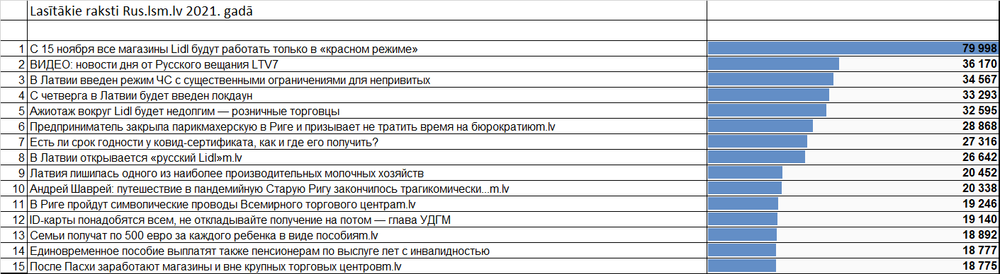 Lasītākie raksti Rus.lsm.lv 2021. gadā
1 С 15 ноября все магазины Lidl будут работать только в «красном режиме» 79 998
2 ВИДЕО: новости дня от Русского вещания LTV7 36 170
3 В Латвии введен режим ЧС с существенными ограничениями для непривитых 34 567
4 С четверга в Латвии будет введен локдаун 33 293
5 Ажиотаж вокруг Lidl будет недолгим — розничные торговцы 32 595
6 Предприниматель закрыла парикмахерскую в Риге и призывает не тратить время на бюрократиюm.lv 28 868
7 Есть ли срок годности у ковид-сертификата, как и где его получить? 27 316
8 В Латвии открывается «русский Lidl»m.lv 26 642
9 Латвия лишилась одного из наиболее производительных молочных хозяйств 20 452
10 Андрей Шаврей: путешествие в пандемийную Старую Ригу закончилось трагикомически...m.lv 20 338
11 В Риге пройдут символические проводы Всемирного торгового центраm.lv 19 246
12 ID-карты понадобятся всем, не откладывайте получение на потом — глава УДГМ 19 140
13 Семьи получат по 500 евро за каждого ребенка в виде пособияm.lv 18 892
14 Единовременное пособие выплатят также пенсионерам по выслуге лет с инвалидностью 18 777
15 После Пасхи заработают магазины и вне крупных торговых центровm.lv 18 775